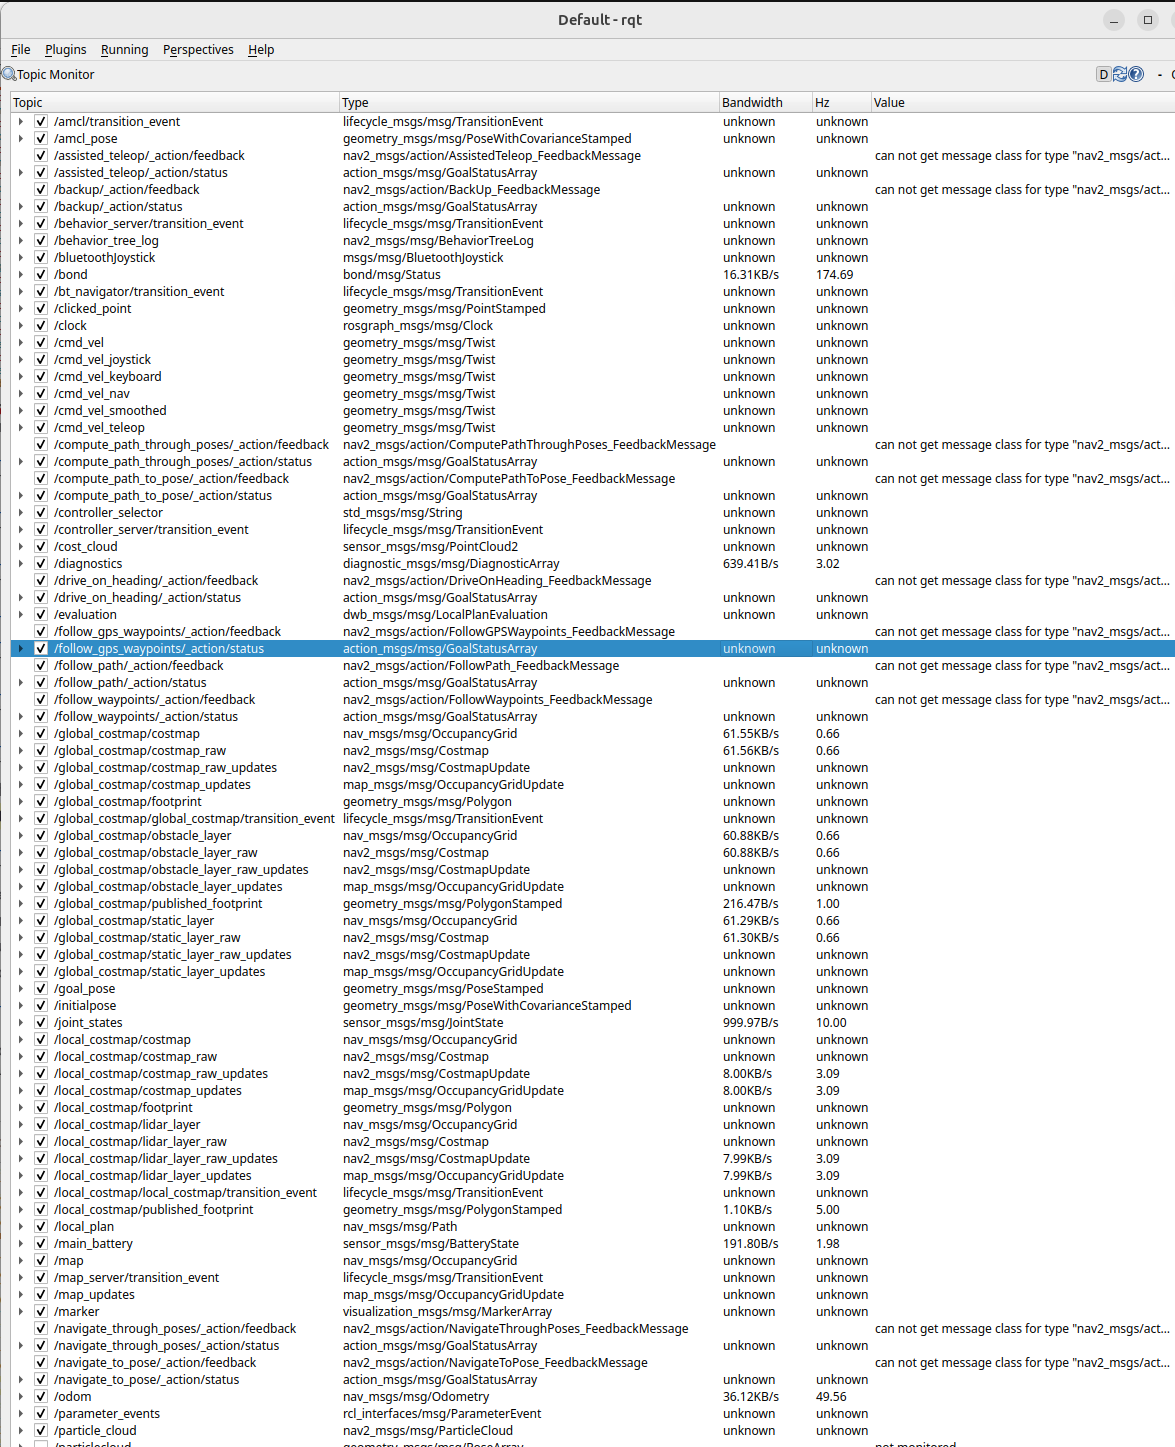 Default - rqt
File Plugins Running Perspectives Help
Topic Monitor D ? -
Topic Type Bandwidth Hz Value
/amcl/transition_event lifecycle_msgs/msg/TransitionEvent unknown unknown
/amcl_pose geometry_msgs/msg/PoseWithCovarianceStamped unknown unknown
/assisted_teleop/_action/feedback nav2_msgs/action/AssistedTeleop_FeedbackMessage can not get message class for type "nav2_msgs/act...
/assisted_teleop/_action/status action_msgs/msg/GoalStatusArray unknown unknown
/backup/_action/feedback nav2_msgs/action/BackUp_FeedbackMessage can not get message class for type "nav2_msgs/act...
/backup/_action/status action_msgs/msg/GoalStatusArray unknown unknown
/behavior_server/transition_event lifecycle_msgs/msg/TransitionEvent unknown unknown
/behavior_tree_log nav2_msgs/msg/BehaviorTreeLog unknown unknown
/bluetoothJoystick msgs/msg/BluetoothJoystick unknown unknown
/bond bond/msg/Status 16.31KB/s 174.69
/bt_navigator/transition_event lifecycle_msgs/msg/TransitionEvent unknown unknown
/clicked_point geometry_msgs/msg/PointStamped unknown unknown
/clock rosgraph_msgs/msg/Clock unknown unknown
/cmd_vel geometry_msgs/msg/Twist unknown unknown
/cmd_vel_joystick geometry_msgs/msg/Twist unknown unknown
/cmd_vel_keyboard geometry_msgs/msg/Twist unknown unknown
/cmd_vel_nav geometry_msgs/msg/Twist unknown unknown
/cmd_vel_smoothed geometry_msgs/msg/Twist unknown unknown
/cmd_vel_teleop geometry_msgs/msg/Twist unknown unknown
/compute_path_through_poses/_action/feedback nav2_msgs/action/ComputePathThroughPoses_FeedbackMessage can not get message class for type "nav2_msgs/act...
/compute_path_through_poses/_action/status action_msgs/msg/GoalStatusArray unknown unknown
/compute_path_to_pose/_action/feedback nav2_msgs/action/ComputePathToPose_FeedbackMessage can not get message class for type "nav2_msgs/act...
/compute_path_to_pose/_action/status action_msgs/msg/GoalStatusArray unknown unknown
/controller_selector std_msgs/msg/String unknown unknown
/controller_server/transition_event lifecycle_msgs/msg/TransitionEvent unknown unknown
/cost_cloud sensor_msgs/msg/PointCloud2 unknown unknown
/diagnostics diagnostic_msgs/msg/DiagnosticArray 639.41B/s 3.02
/drive_on_heading/_action/feedback nav2_msgs/action/DriveOnHeading_FeedbackMessage can not get message class for type "nav2_msgs/act...
/drive_on_heading/_action/status action_msgs/msg/GoalStatusArray unknown unknown
/evaluation dwb_msgs/msg/LocalPlanEvaluation unknown unknown
/follow_gps_waypoints/_action/feedback nav2_msgs/action/FollowGPSWaypoints_FeedbackMessage can not get message class for type "nav2_msgs/act...
/follow_gps_waypoints/_action/status action_msgs/msg/GoalStatusArray unknown unknown
/follow_path/_action/feedback nav2_msgs/action/FollowPath_FeedbackMessage can not get message class for type "nav2_msgs/act...
/follow_path/_action/status action_msgs/msg/GoalStatusArray unknown unknown
/follow_waypoints/_action/feedback nav2_msgs/action/FollowWaypoints_FeedbackMessage can not get message class for type "nav2_msgs/act...
/follow_waypoints/_action/status action_msgs/msg/GoalStatusArray unknown unknown
/global_costmap/costmap nav_msgs/msg/OccupancyGrid 61.55KB/s 0.66
/global_costmap/costmap_raw nav2_msgs/msg/Costmap 61.56KB/s 0.66
/global_costmap/costmap_raw_updates nav2_msgs/msg/CostmapUpdate unknown unknown
/global_costmap/costmap_updates map_msgs/msg/OccupancyGridUpdate unknown unknown
/global_costmap/footprint geometry_msgs/msg/Polygon unknown unknown
/global_costmap/global_costmap/transition_event lifecycle_msgs/msg/TransitionEvent unknown unknown
/global_costmap/obstacle_layer nav_msgs/msg/OccupancyGrid 60.88KB/s 0.66
/global_costmap/obstacle_layer_raw nav2_msgs/msg/Costmap 60.88KB/s 0.66
/global_costmap/obstacle_layer_raw_updates nav2_msgs/msg/CostmapUpdate unknown unknown
/global_costmap/obstacle_layer_updates map_msgs/msg/OccupancyGridUpdate unknown unknown
/global_costmap/published_footprint geometry_msgs/msg/PolygonStamped 216.47B/s 1.00
/global_costmap/static_layer nav_msgs/msg/OccupancyGrid 61.29KB/s 0.66
/global_costmap/static_layer_raw nav2_msgs/msg/Costmap 61.30KB/s 0.66
/global_costmap/static_layer_raw_updates nav2_msgs/msg/CostmapUpdate unknown unknown
/global_costmap/static_layer_updates map_msgs/msg/OccupancyGridUpdate unknown unknown
/goal_pose geometry_msgs/msg/PoseStamped unknown unknown
/initialpose geometry_msgs/msg/PoseWithCovarianceStamped unknown unknown
/joint_states sensor_msgs/msg/JointState 999.97B/s 10.00
/local_costmap/costmap nav_msgs/msg/OccupancyGrid unknown unknown
/local_costmap/costmap_raw nav2_msgs/msg/Costmap unknown unknown
/local_costmap/costmap_raw_updates nav2_msgs/msg/CostmapUpdate 8.00KB/s 3.09
/local_costmap/costmap_updates map_msgs/msg/OccupancyGridUpdate 8.00KB/s 3.09
/local_costmap/footprint geometry_msgs/msg/Polygon unknown unknown
/local_costmap/lidar_layer nav_msgs/msg/OccupancyGrid unknown unknown
/local_costmap/lidar_layer_raw nav2_msgs/msg/Costmap unknown unknown
/local_costmap/lidar_layer_raw_updates nav2_msgs/msg/CostmapUpdate 7.99KB/s 3.09
/local_costmap/lidar_layer_updates map_msgs/msg/OccupancyGridUpdate 7.99KB/s 3.09
/local_costmap/local_costmap/transition_event lifecycle_msgs/msg/TransitionEvent unknown unknown
/local_costmap/published_footprint geometry_msgs/msg/PolygonStamped 1.10KB/s 5.00
/local_plan nav_msgs/msg/Path unknown unknown
/main_battery sensor_msgs/msg/BatteryState 191.80B/s 1.98
/map nav_msgs/msg/OccupancyGrid unknown unknown
/map_server/transition_event lifecycle_msgs/msg/TransitionEvent unknown unknown
/map_updates map_msgs/msg/OccupancyGridUpdate unknown unknown
/marker visualization_msgs/msg/MarkerArray unknown unknown
/navigate_through_poses/_action/feedback nav2_msgs/action/NavigateThroughPoses_FeedbackMessage can not get message class for type "nav2_msgs/act...
/navigate_through_poses/_action/status action_msgs/msg/GoalStatusArray unknown unknown
/navigate_to_pose/_action/feedback nav2_msgs/action/NavigateToPose_FeedbackMessage can not get message class for type "nav2_msgs/act...
/navigate_to_pose/_action/status action_msgs/msg/GoalStatusArray unknown unknown
/odom nav_msgs/msg/Odometry 36.12KB/s 49.56
/parameter_events rcl_interfaces/msg/ParameterEvent unknown unknown
/particle_cloud nav2_msgs/msg/ParticleCloud unknown unknown
/particlecloud geometry_msgs/msg/PoseArray not monitored